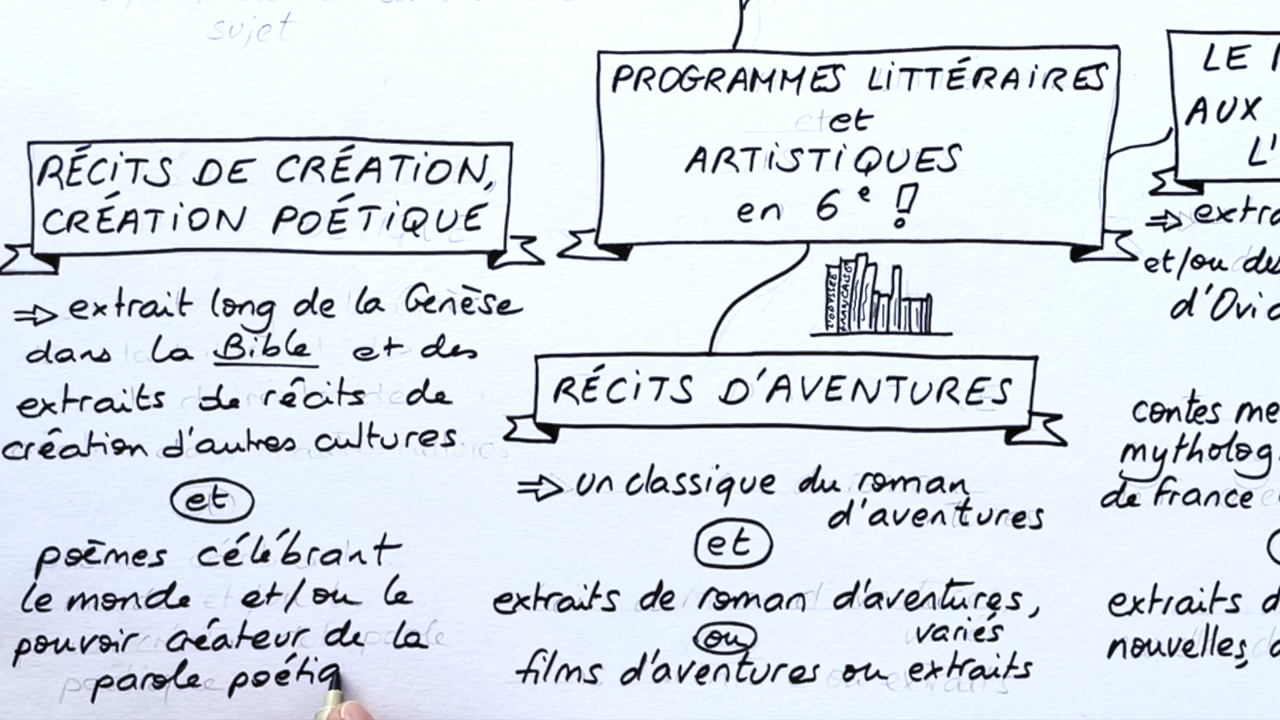 sujet
PROGRAMMES LITTÉRAIRES
et
ARTISTIQUES
en 6e !
RÉCITS DE CRÉATION,
CRÉATION POÉTIQUE
⇒ extrait long de la Genèse
dans la Bible et des
extraits de récits de
création d'autres cultures
et
poèmes célébrant
le monde et/ou le
pouvoir créateur de la
parole poétiq
RÉCITS D'AVENTURES
⇒ un classique du roman
d'aventures
et
extraits de roman d'aventures,
variés
ou
films d'aventures ou extraits
LE
AUX
L'
⇒ extra
et/ou des
d'Ovid
contes me
mytholog
de France
extraits d
nouvelles,